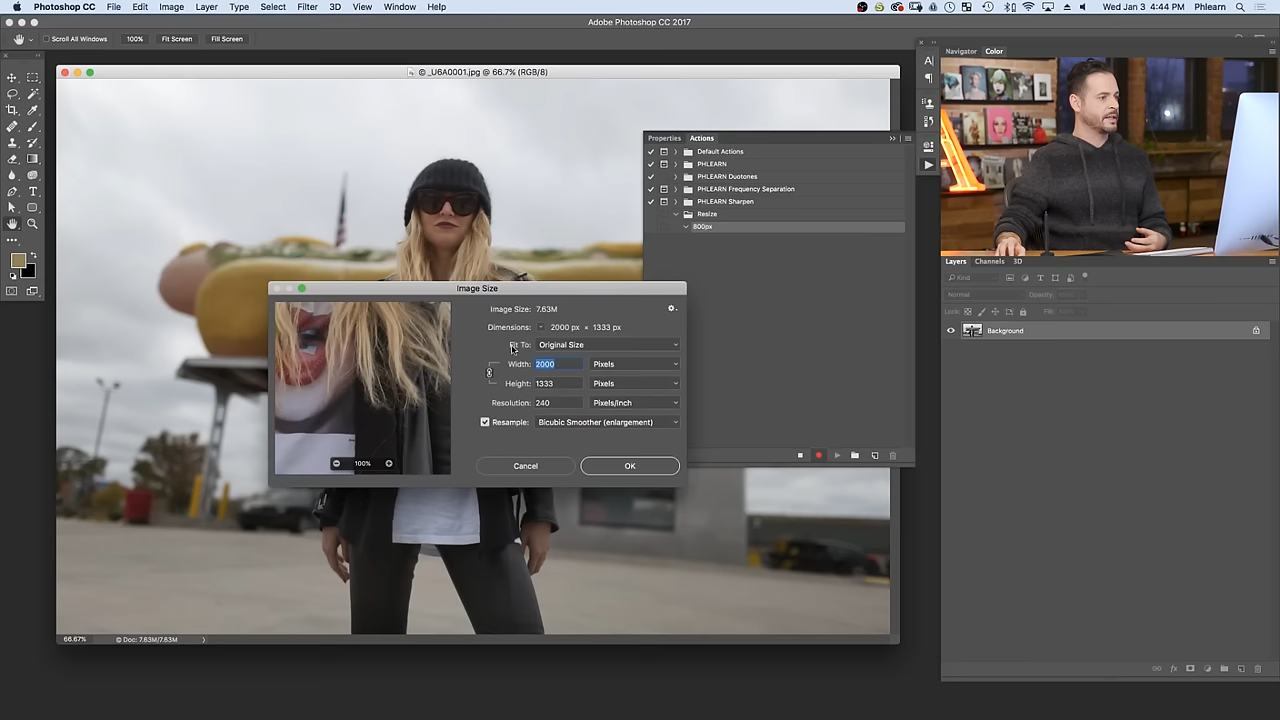 Photoshop CC File Edit Image Layer Type Select Filter 3D View Window Help
Wed Jan 3 4:44 PM Phlearn
Adobe Photoshop CC 2017
Scroll All Windows 100% Fit Screen Fill Screen
© _U6A0001.jpg @ 66.7% (RGB/8)
Navigator Color
Properties Actions
Default Actions
PHLEARN
PHLEARN Duotones
PHLEARN Frequency Separation
PHLEARN Sharpen
Resize
800px
Image Size
Image Size: 7.63M
Dimensions: 2000 px × 1333 px
Fit To: Original Size
Width: 2000 Pixels
Height: 1333 Pixels
Resolution: 240 Pixels/Inch
Resample: Bicubic Smoother (enlargement)
100%
Cancel OK
Layers Channels 3D
Kind
Normal Opacity:
Lock: Fill:
Background
66.67% © Doc: 7.63M/7.63M